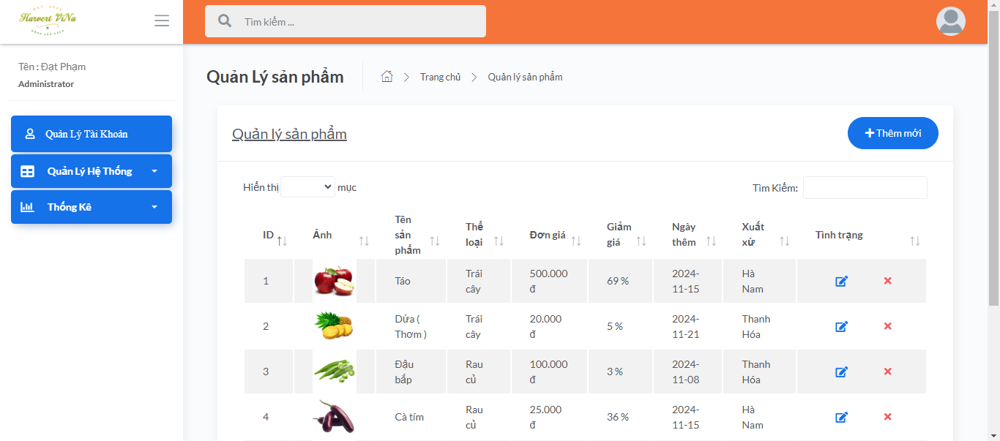 Harvert ViNa
Tìm kiếm ...
Tên : Đạt Phạm
Administrator
Quản Lý Tài Khoản
Quản Lý Hệ Thống
Thống Kê
Quản Lý sản phẩm
Trang chủ
Quản lý sản phẩm
Quản lý sản phẩm
Thêm mới
Hiển thị mục
Tìm Kiếm:
ID Ảnh Tên sản phẩm Thể loại Đơn giá Giảm giá Ngày thêm Xuất xứ Tình trạng
1 Táo Trái cây 500.000 đ 69 % 2024-11-15 Hà Nam
2 Dứa ( Thơm ) Trái cây 20.000 đ 5 % 2024-11-21 Thanh Hóa
3 Đậu bắp Rau củ 100.000 đ 3 % 2024-11-08 Thanh Hóa
4 Cà tím Rau củ 25.000 đ 36 % 2024-11-15 Hà Nam